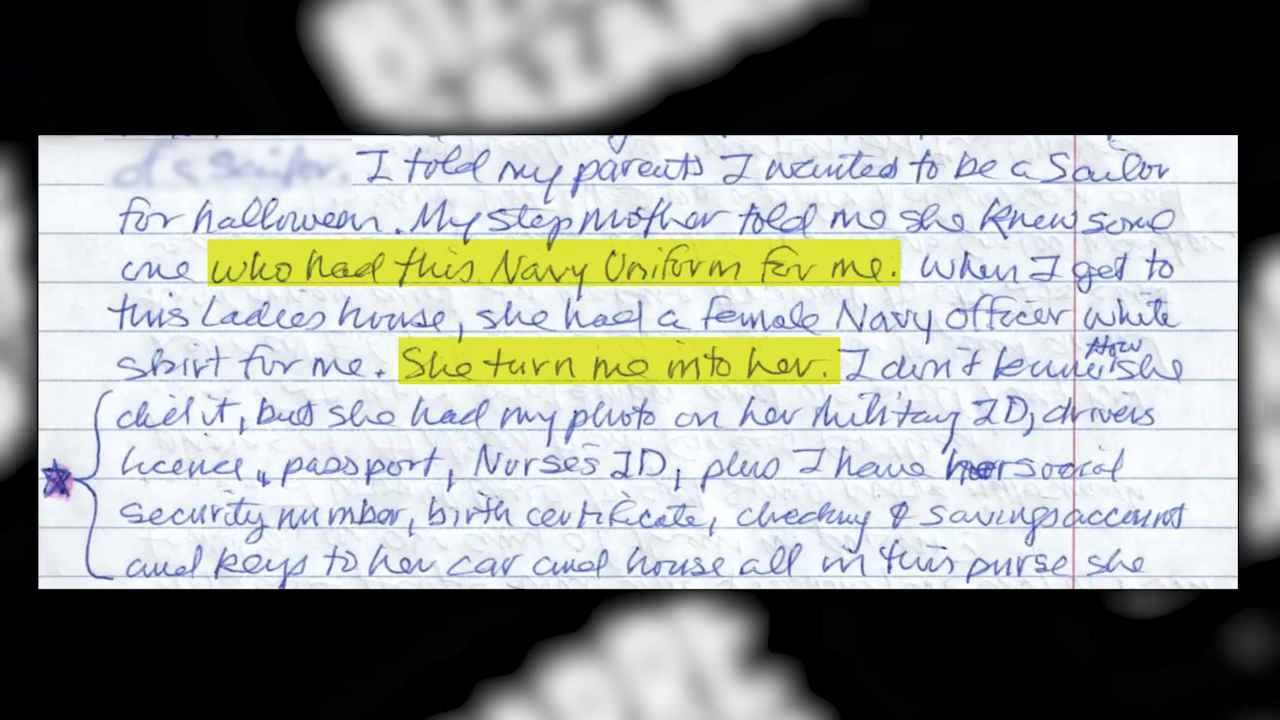 of a sailor. I told my parents I wanted to be a Sailor
for halloween. My step mother told me she knew some
one who had this Navy Uniform for me. When I get to
this Ladies house, she had a female Navy officer white
shirt for me. She turn me into her. I don't know How she
did it, but she had my photo on her military ID, drivers
licence, passport, Nurses ID, plus I have her social
security number, birth certificate, checking & savings account
and keys to her car and house all in this purse she